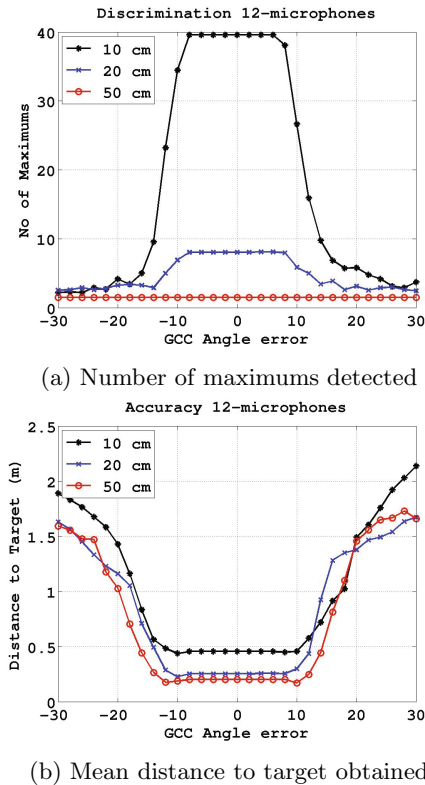 Discrimination 12-microphones
40
30
20
10
0
No of Maximums
10 cm
20 cm
50 cm
−30 −20 −10 0 10 20 30
GCC Angle error
(a) Number of maximums detected
Accuracy 12-microphones
2.5
2
1.5
1
0.5
0
Distance to Target (m)
10 cm
20 cm
50 cm
−30 −20 −10 0 10 20 30
GCC Angle error
(b) Mean distance to target obtained